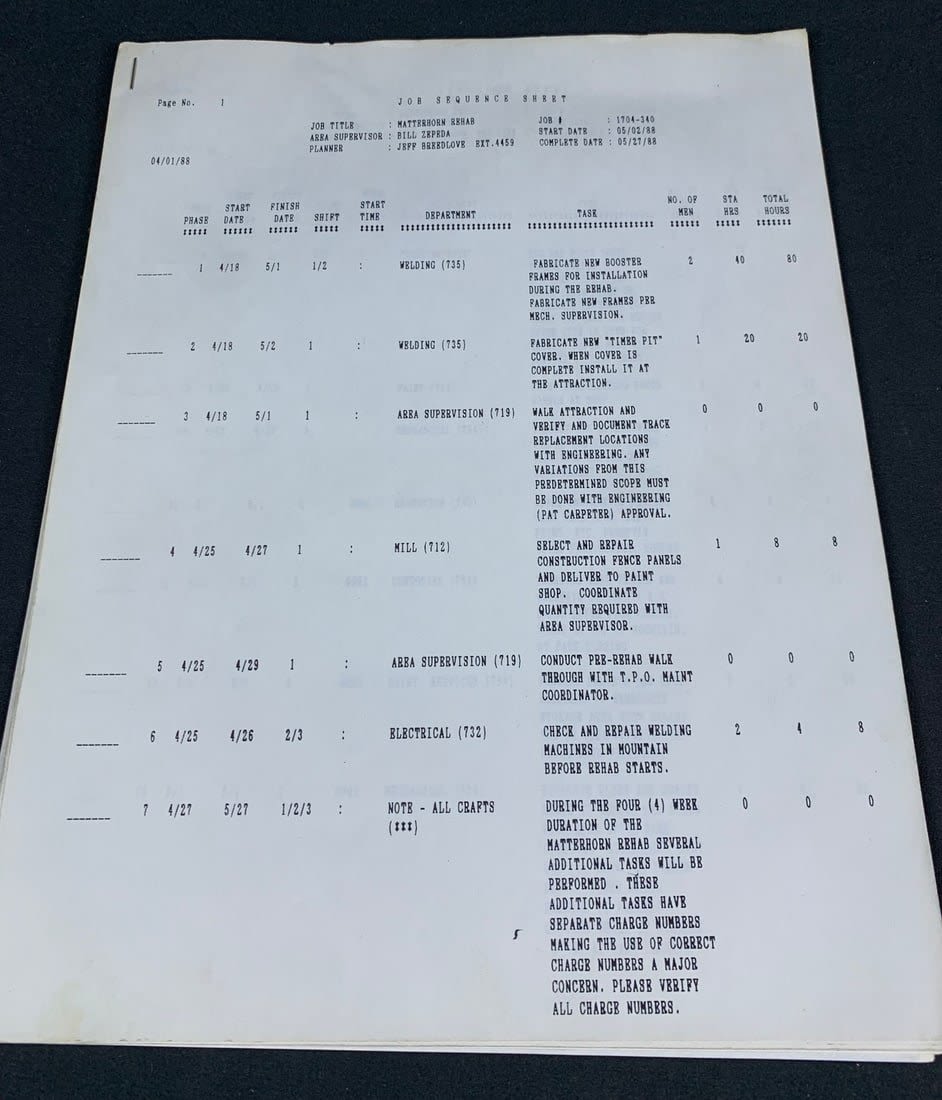 Page No. 1
JOB SEQUENCE SHEET
JOB TITLE : MATTERHORN REHAB JOB # : 1704-340
AREA SUPERVISOR : BILL ZEPEDA START DATE : 05/02/88
PLANNER : JEFF BREEDLOVE EXT.4459 COMPLETE DATE : 05/27/88
04/01/88
START FINISH START NO. OF STA TOTAL
PHASE DATE DATE SHIFT TIME DEPARTMENT TASK MEN HRS HOURS
_______ 1 4/18 5/1 1/2 : WELDING (735) FABRICATE NEW BOOSTER 2 40 80
FRAMES FOR INSTALLATION
DURING THE REHAB.
FABRICATE NEW FRAMES PER
MECH. SUPERVISION.
_______ 2 4/18 5/2 1 : WELDING (735) FABRICATE NEW "TIMER PIT" 1 20 20
COVER. WHEN COVER IS
COMPLETE INSTALL IT AT
THE ATTRACTION.
_______ 3 4/18 5/1 1 : AREA SUPERVISION (719) WALK ATTRACTION AND 0 0 0
VERIFY AND DOCUMENT TRACK
REPLACEMENT LOCATIONS
WITH ENGINEERING. ANY
VARIATIONS FROM THIS
PREDETERMINED SCOPE MUST
BE DONE WITH ENGINEERING
(PAT CARPETER) APPROVAL.
_______ 4 4/25 4/27 1 : MILL (712) SELECT AND REPAIR 1 8 8
CONSTRUCTION FENCE PANELS
AND DELIVER TO PAINT
SHOP. COORDINATE
QUANTITY REQUIRED WITH
AREA SUPERVISOR.
_______ 5 4/25 4/29 1 : AREA SUPERVISION (719) CONDUCT PRE-REHAB WALK 0 0 0
THROUGH WITH T.P.O. MAINT
COORDINATOR.
_______ 6 4/25 4/26 2/3 : ELECTRICAL (732) CHECK AND REPAIR WELDING 2 4 8
MACHINES IN MOUNTAIN
BEFORE REHAB STARTS.
_______ 7 4/27 5/27 1/2/3 : NOTE - ALL CRAFTS DURING THE FOUR (4) WEEK 0 0 0
(***) DURATION OF THE
MATTERHORN REHAB SEVERAL
ADDITIONAL TASKS WILL BE
PERFORMED . THESE
ADDITIONAL TASKS HAVE
SEPARATE CHARGE NUMBERS
MAKING THE USE OF CORRECT
CHARGE NUMBERS A MAJOR
CONCERN. PLEASE VERIFY
ALL CHARGE NUMBERS.